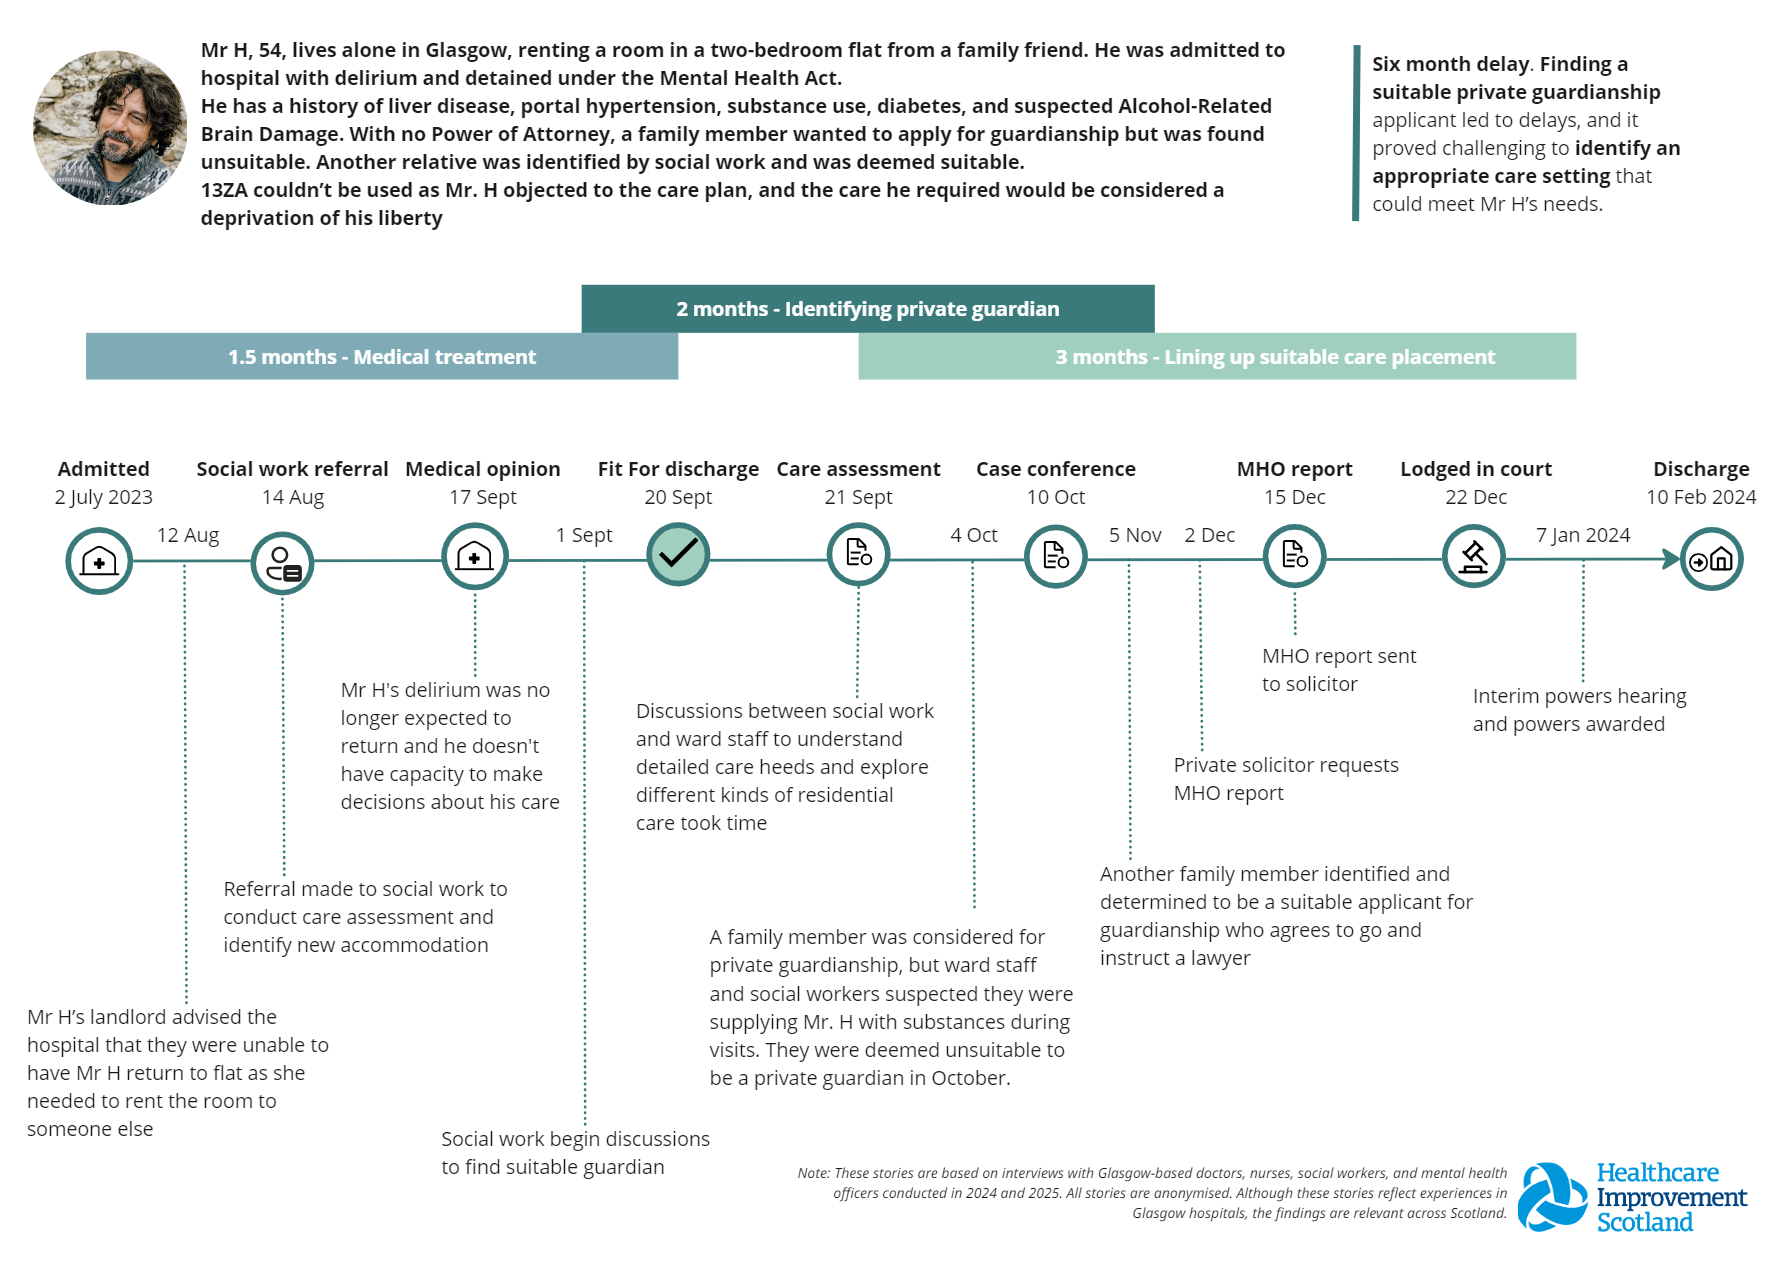 Mr H, 54, lives alone in Glasgow, renting a room in a two-bedroom flat from a family friend. He was admitted to
hospital with delirium and detained under the Mental Health Act.
He has a history of liver disease, portal hypertension, substance use, diabetes, and suspected Alcohol-Related
Brain Damage. With no Power of Attorney, a family member wanted to apply for guardianship but was found
unsuitable. Another relative was identified by social work and was deemed suitable.
13ZA couldn’t be used as Mr. H objected to the care plan, and the care he required would be considered a
deprivation of his liberty
Six month delay. Finding a
suitable private guardianship
applicant led to delays, and it
proved challenging to identify an
appropriate care setting that
could meet Mr H’s needs.
2 months - Identifying private guardian
1.5 months - Medical treatment
3 months - Lining up suitable care placement
Admitted
2 July 2023
12 Aug
Social work referral
14 Aug
Medical opinion
17 Sept
1 Sept
Fit For discharge
20 Sept
Care assessment
21 Sept
4 Oct
Case conference
10 Oct
5 Nov
2 Dec
MHO report
15 Dec
Lodged in court
22 Dec
7 Jan 2024
Discharge
10 Feb 2024
MHO report sent
to solicitor
Mr H's delirium was no
longer expected to
return and he doesn't
have capacity to make
decisions about his care
Discussions between social work
and ward staff to understand
detailed care heeds and explore
different kinds of residential
care took time
Interim powers hearing
and powers awarded
Private solicitor requests
MHO report
Referral made to social work to
conduct care assessment and
identify new accommodation
Another family member identified and
determined to be a suitable applicant for
guardianship who agrees to go and
instruct a lawyer
A family member was considered for
private guardianship, but ward staff
and social workers suspected they were
supplying Mr. H with substances during
visits. They were deemed unsuitable to
be a private guardian in October.
Mr H’s landlord advised the
hospital that they were unable to
have Mr H return to flat as she
needed to rent the room to
someone else
Social work begin discussions
to find suitable guardian
Note: These stories are based on interviews with Glasgow-based doctors, nurses, social workers, and mental health
officers conducted in 2024 and 2025. All stories are anonymised. Although these stories reflect experiences in
Glasgow hospitals, the findings are relevant across Scotland.
Healthcare
Improvement
Scotland